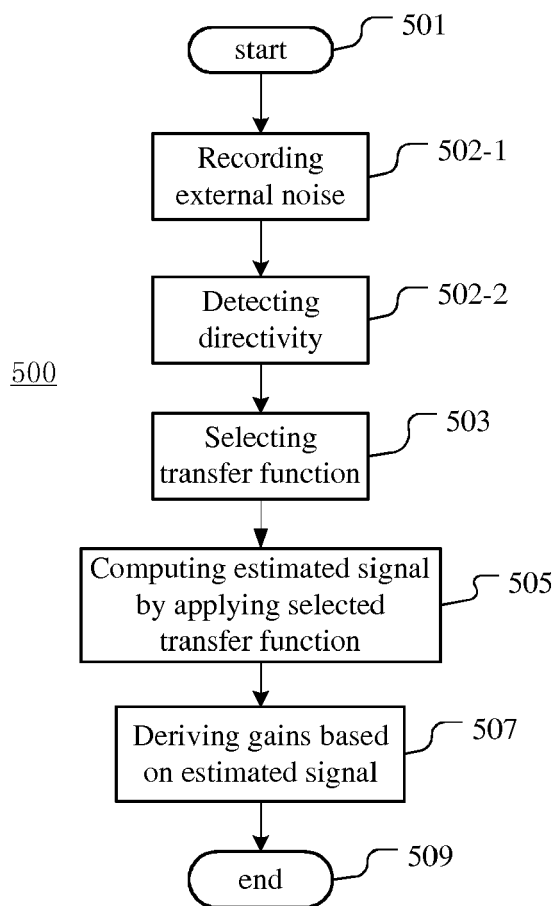 start
501
Recording
external noise
502-1
Detecting
directivity
502-2
500
Selecting
transfer function
503
Computing estimated signal
by applying selected
transfer function
505
Deriving gains based
on estimated signal
507
end
509